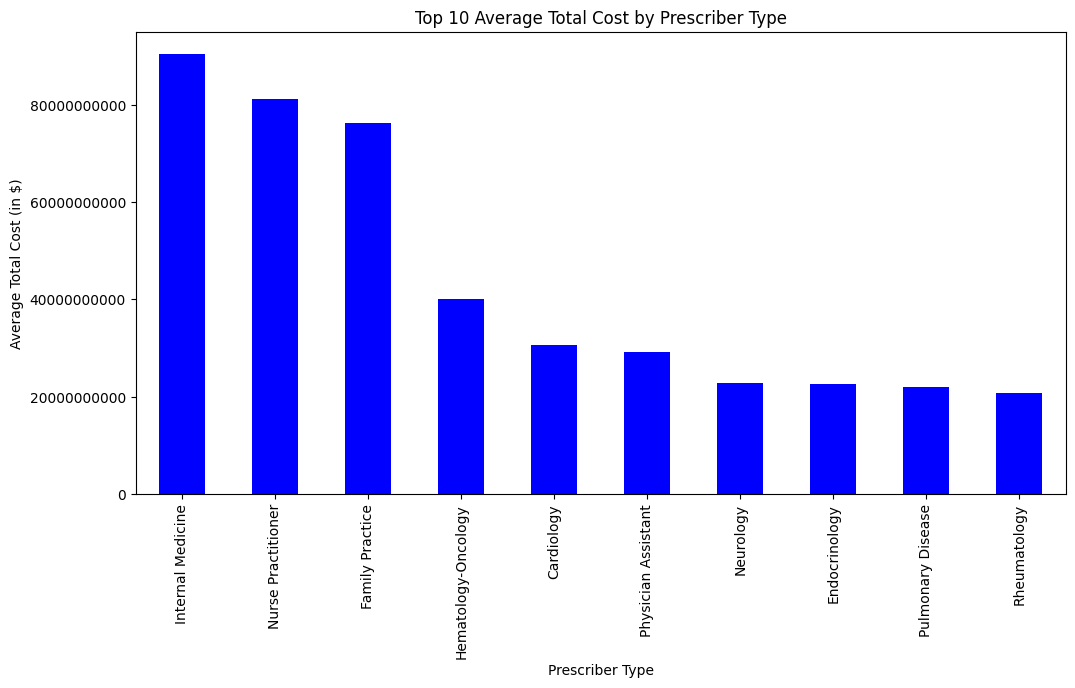 Top 10 Average Total Cost by Prescriber Type
Average Total Cost (in $)
80000000000
60000000000
40000000000
20000000000
0
Internal Medicine
Nurse Practitioner
Family Practice
Hematology-Oncology
Cardiology
Physician Assistant
Neurology
Endocrinology
Pulmonary Disease
Rheumatology
Prescriber Type